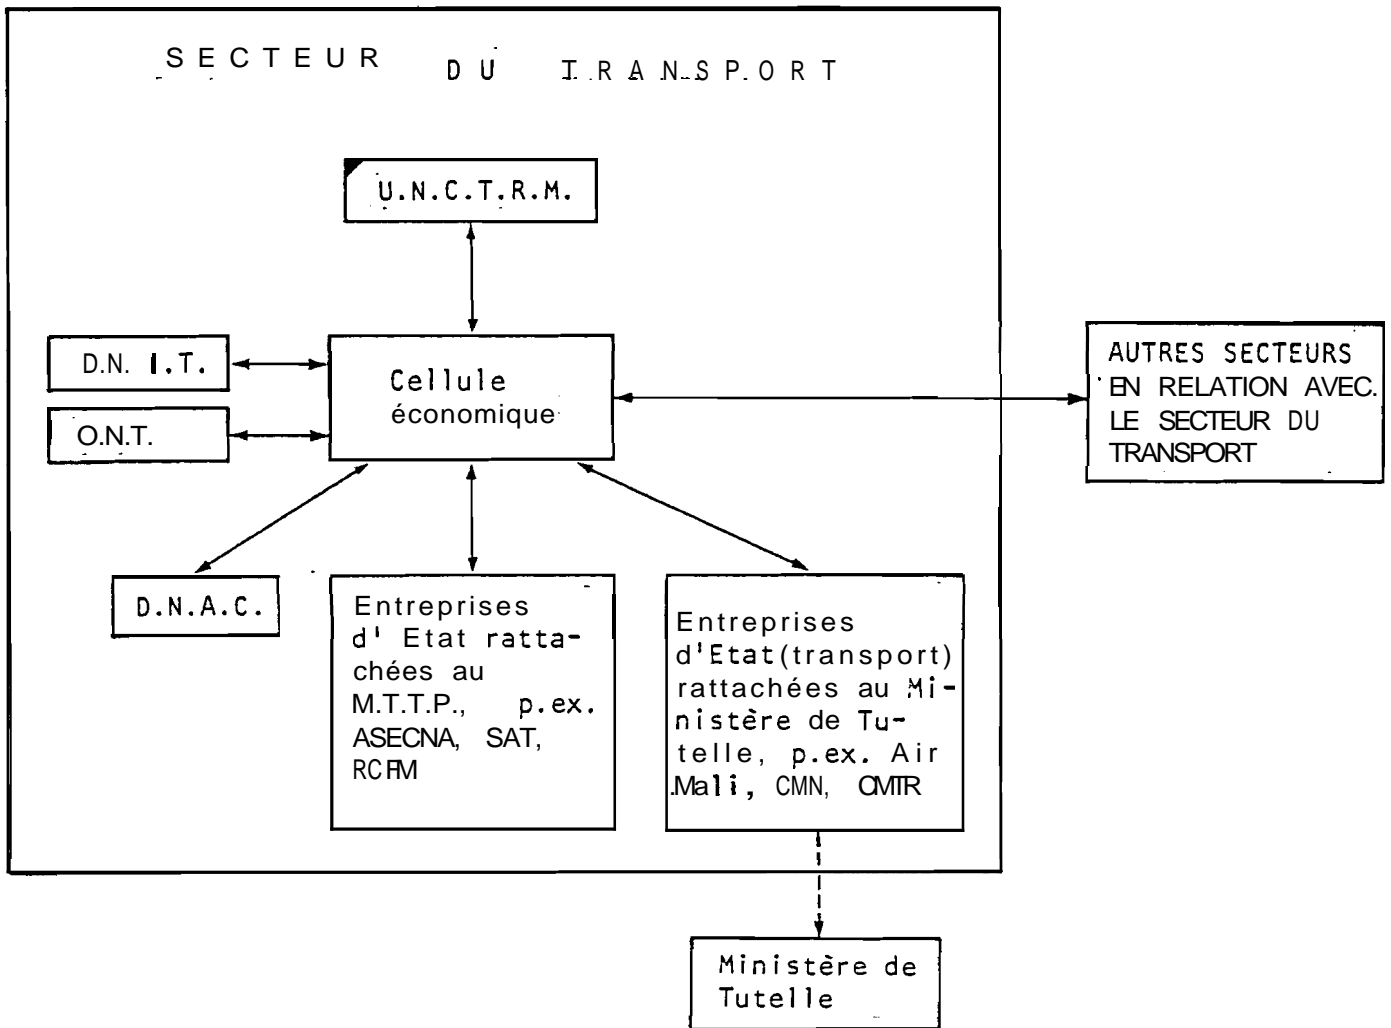 SECTEUR DU TRANSPORT
U.N.C.T.R.M.
D.N. I.T.
O.N.T.
Cellule
économique
AUTRES SECTEURS
EN RELATION AVEC.
LE SECTEUR DU
TRANSPORT
D.N.A.C.
Entreprises
d' Etat ratta-
chées au
M.T.T.P., p.ex.
ASECNA, SAT,
RCFM
Entreprises
d'Etat(transport)
rattachées au Mi-
nistère de Tu-
telle, p.ex. Air
Mali, CMN, CMTR
Ministère de
Tutelle